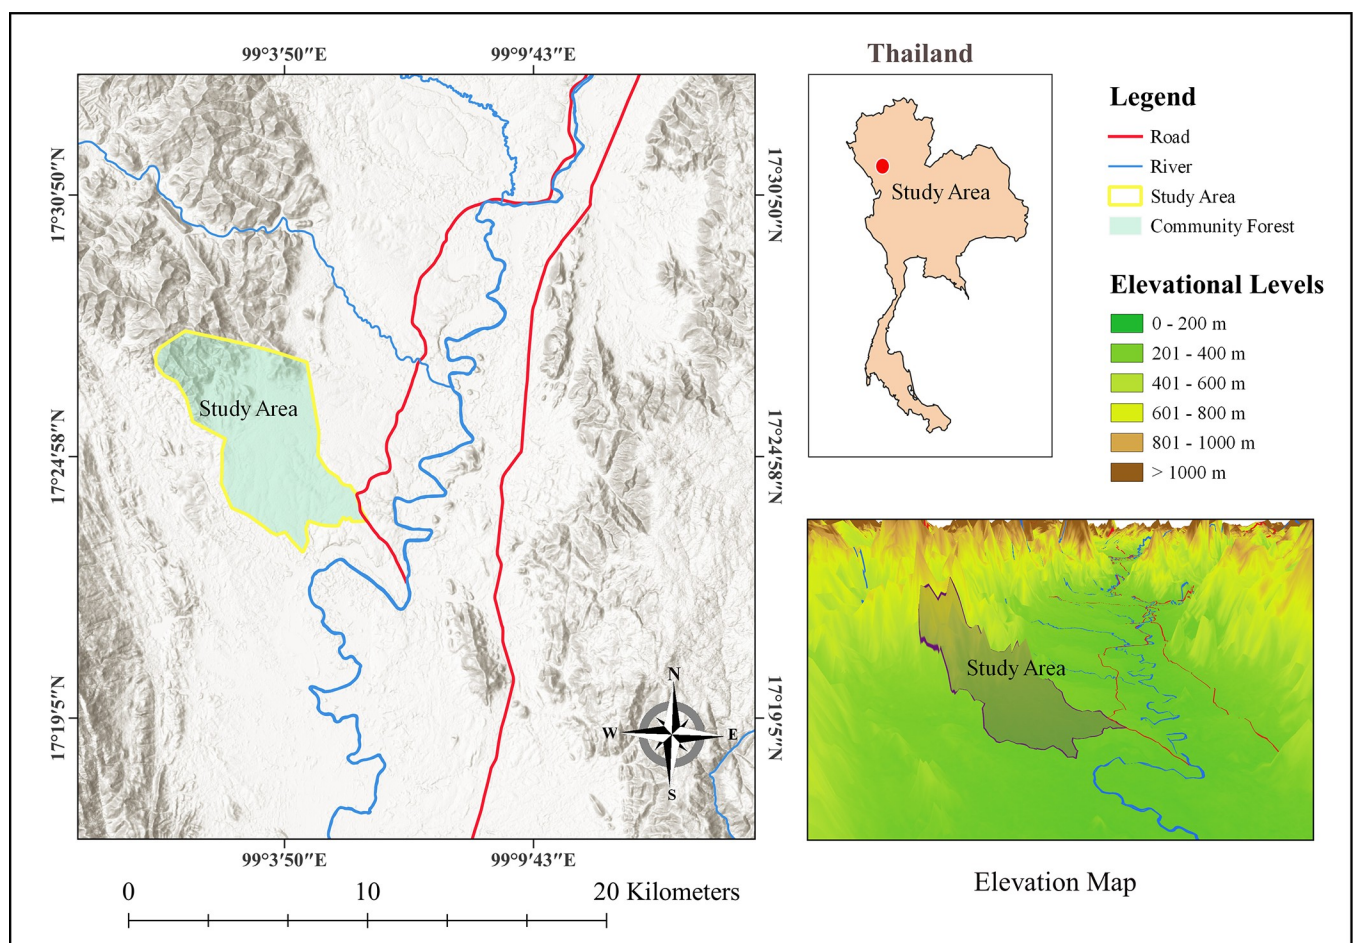 99°3'50"E
99°9'43"E
Thailand
17°30'50"N
17°24'58"N
17°19'5"N
Study Area
17°30'50"N
17°24'58"N
17°19'5"N
N
W
E
S
99°3'50"E
99°9'43"E
0
10
20 Kilometers
Study Area
Legend
Road
River
Study Area
Community Forest
Elevational Levels
0 - 200 m
201 - 400 m
401 - 600 m
601 - 800 m
801 - 1000 m
> 1000 m
Study Area
Elevation Map